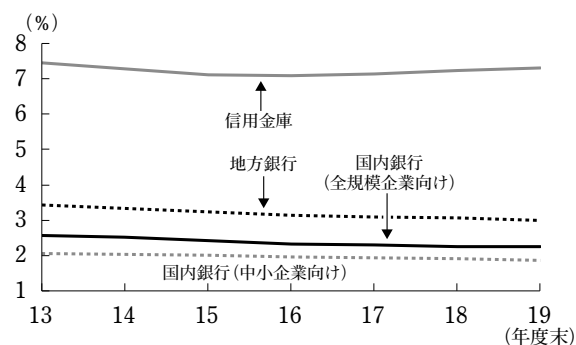 (%)
8
7
6
5
4
3
2
1
信用金庫
地方銀行
国内銀行
(全規模企業向け)
国内銀行(中小企業向け)
13 14 15 16 17 18 19
(年度末)